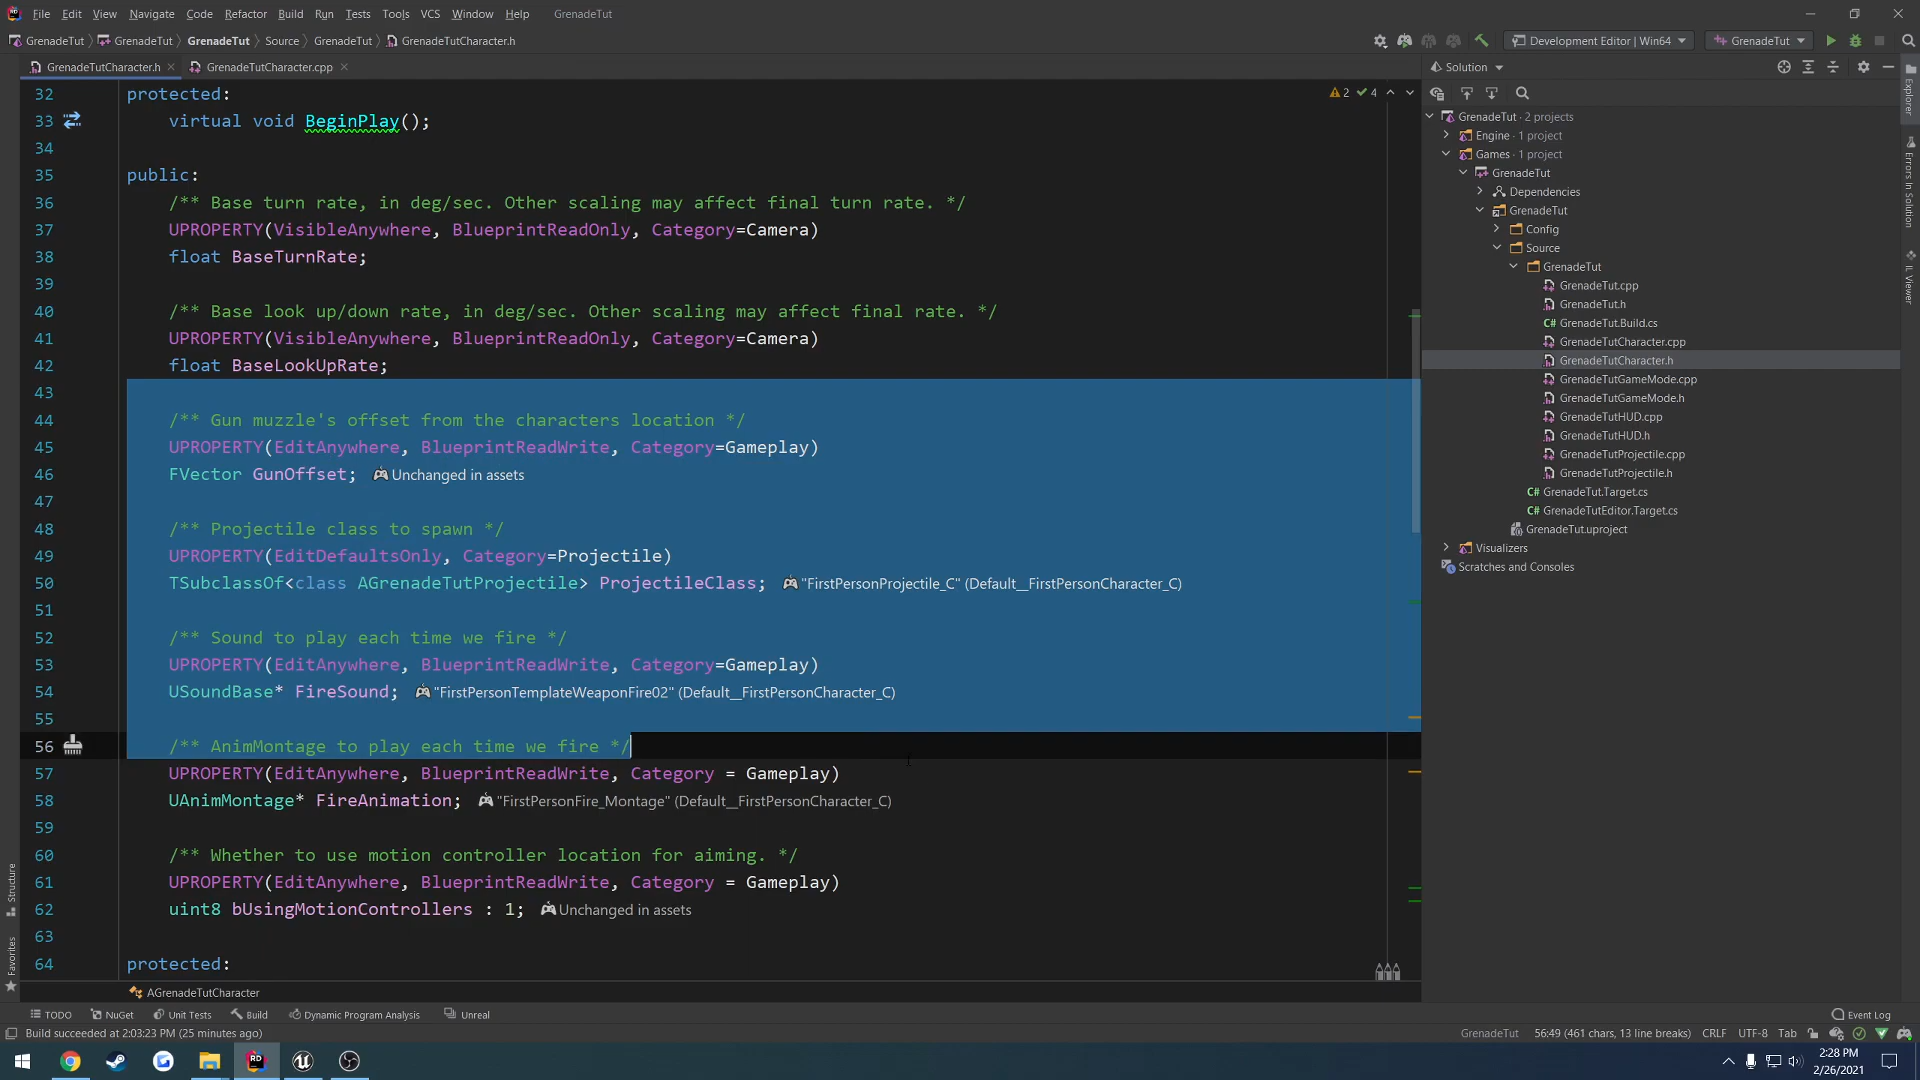 File Edit View Navigate Code Refactor Build Run Tests Tools VCS Window Help GrenadeTut
GrenadeTut GrenadeTut GrenadeTut Source GrenadeTut GrenadeTutCharacter.h Development Editor | Win64 GrenadeTut
GrenadeTutCharacter.h GrenadeTutCharacter.cpp Solution
32 protected: 2 4
33 virtual void BeginPlay();
34
35 public:
36 /** Base turn rate, in deg/sec. Other scaling may affect final turn rate. */
37 UPROPERTY(VisibleAnywhere, BlueprintReadOnly, Category=Camera)
38 float BaseTurnRate;
39
40 /** Base look up/down rate, in deg/sec. Other scaling may affect final rate. */
41 UPROPERTY(VisibleAnywhere, BlueprintReadOnly, Category=Camera)
42 float BaseLookUpRate;
43
44 /** Gun muzzle's offset from the characters location */
45 UPROPERTY(EditAnywhere, BlueprintReadWrite, Category=Gameplay)
46 FVector GunOffset; Unchanged in assets
47
48 /** Projectile class to spawn */
49 UPROPERTY(EditDefaultsOnly, Category=Projectile)
50 TSubclassOf<class AGrenadeTutProjectile> ProjectileClass; "FirstPersonProjectile_C" (Default__FirstPersonCharacter_C)
51
52 /** Sound to play each time we fire */
53 UPROPERTY(EditAnywhere, BlueprintReadWrite, Category=Gameplay)
54 USoundBase* FireSound; "FirstPersonTemplateWeaponFire02" (Default__FirstPersonCharacter_C)
55
56 /** AnimMontage to play each time we fire */
57 UPROPERTY(EditAnywhere, BlueprintReadWrite, Category = Gameplay)
58 UAnimMontage* FireAnimation; "FirstPersonFire_Montage" (Default__FirstPersonCharacter_C)
59
60 /** Whether to use motion controller location for aiming. */
61 UPROPERTY(EditAnywhere, BlueprintReadWrite, Category = Gameplay)
62 uint8 bUsingMotionControllers : 1; Unchanged in assets
63
64 protected:
AGrenadeTutCharacter
GrenadeTut · 2 projects
Engine · 1 project
Games · 1 project
GrenadeTut
Dependencies
GrenadeTut
Config
Source
GrenadeTut
GrenadeTut.cpp
GrenadeTut.h
C# GrenadeTut.Build.cs
GrenadeTutCharacter.cpp
GrenadeTutCharacter.h
GrenadeTutGameMode.cpp
GrenadeTutGameMode.h
GrenadeTutHUD.cpp
GrenadeTutHUD.h
GrenadeTutProjectile.cpp
GrenadeTutProjectile.h
C# GrenadeTut.Target.cs
C# GrenadeTutEditor.Target.cs
GrenadeTut.uproject
Visualizers
Scratches and Consoles
Explorer
Errors In Solution
IL Viewer
Structure
Favorites
TODO NuGet Unit Tests Build Dynamic Program Analysis Unreal Event Log
Build succeeded at 2:03:23 PM (25 minutes ago) GrenadeTut 56:49 (461 chars, 13 line breaks) CRLF UTF-8 Tab
RD
2:28 PM
2/26/2021